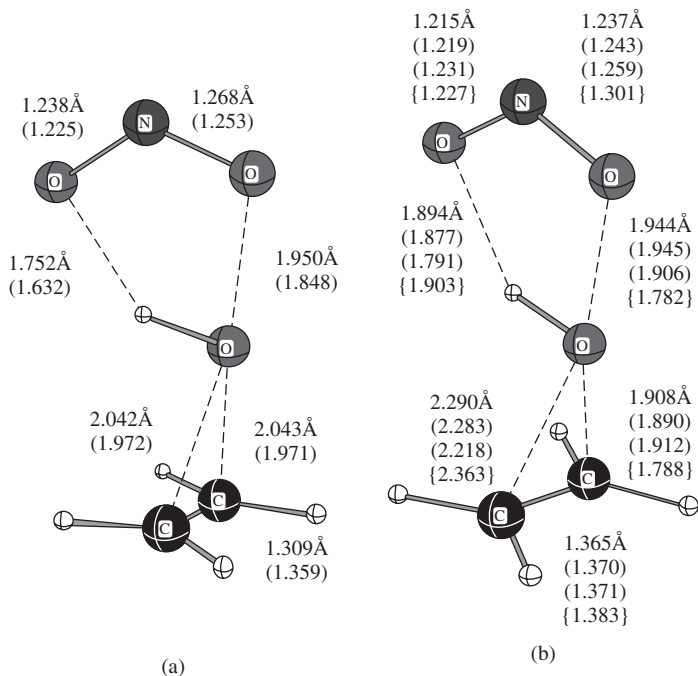 1.238Å
(1.225)
1.268Å
(1.253)
N
O
O
1.752Å
(1.632)
1.950Å
(1.848)
O
2.042Å
(1.972)
2.043Å
(1.971)
C
C
1.309Å
(1.359)
(a)
1.215Å
(1.219)
(1.231)
{1.227}
1.237Å
(1.243)
(1.259)
{1.301}
N
O
O
1.894Å
(1.877)
(1.791)
{1.903}
1.944Å
(1.945)
(1.906)
{1.782}
O
2.290Å
(2.283)
(2.218)
{2.363}
1.908Å
(1.890)
(1.912)
{1.788}
C
C
1.365Å
(1.370)
(1.371)
{1.383}
(b)